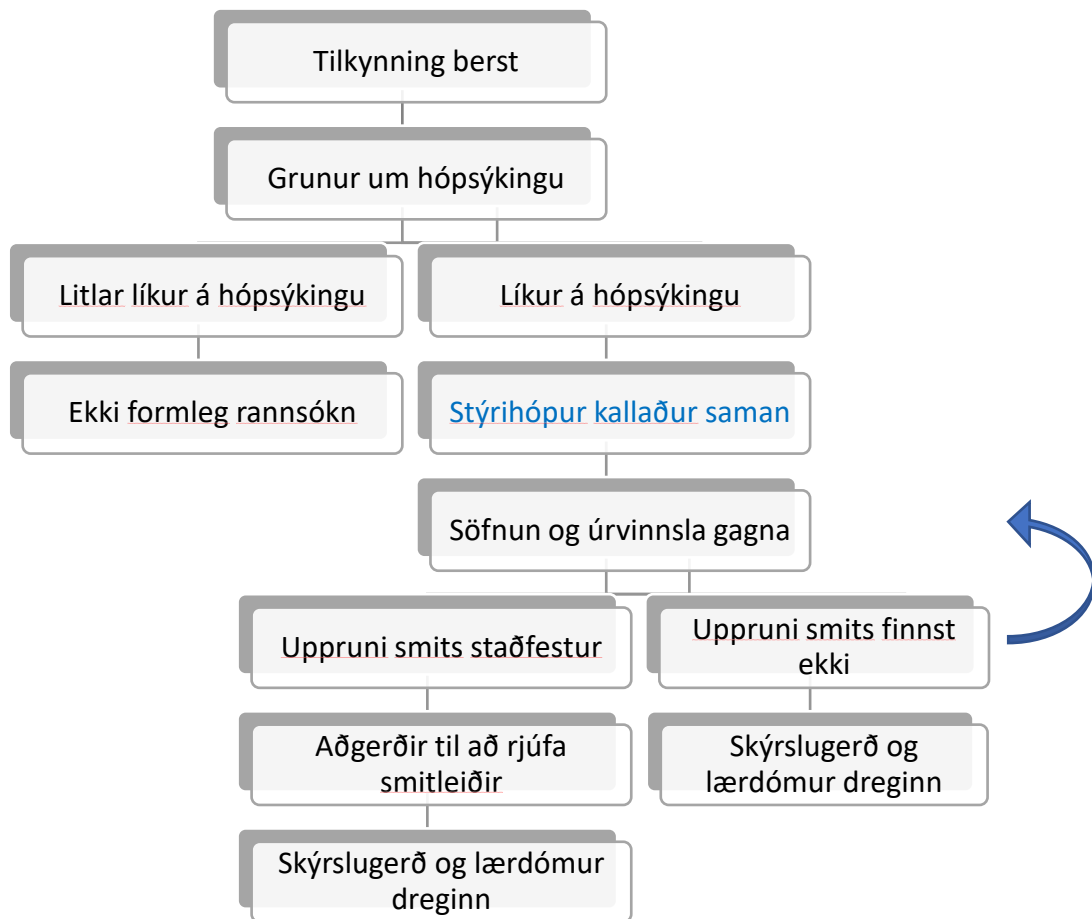 Tilkynning berst
Grunur um hópsýkingu
Litlar líkur á hópsýkingu
Líkur á hópsýkingu
Ekki formleg rannsókn
Stýrihópur kallaður saman
Söfnun og úrvinnsla gagna
Uppruni smits staðfestur
Uppruni smits finnst
ekki
Aðgerðir til að rjúfa
smitleiðir
Skýrslugerð og
lærdómur dreginn
Skýrslugerð og lærdómur
dreginn